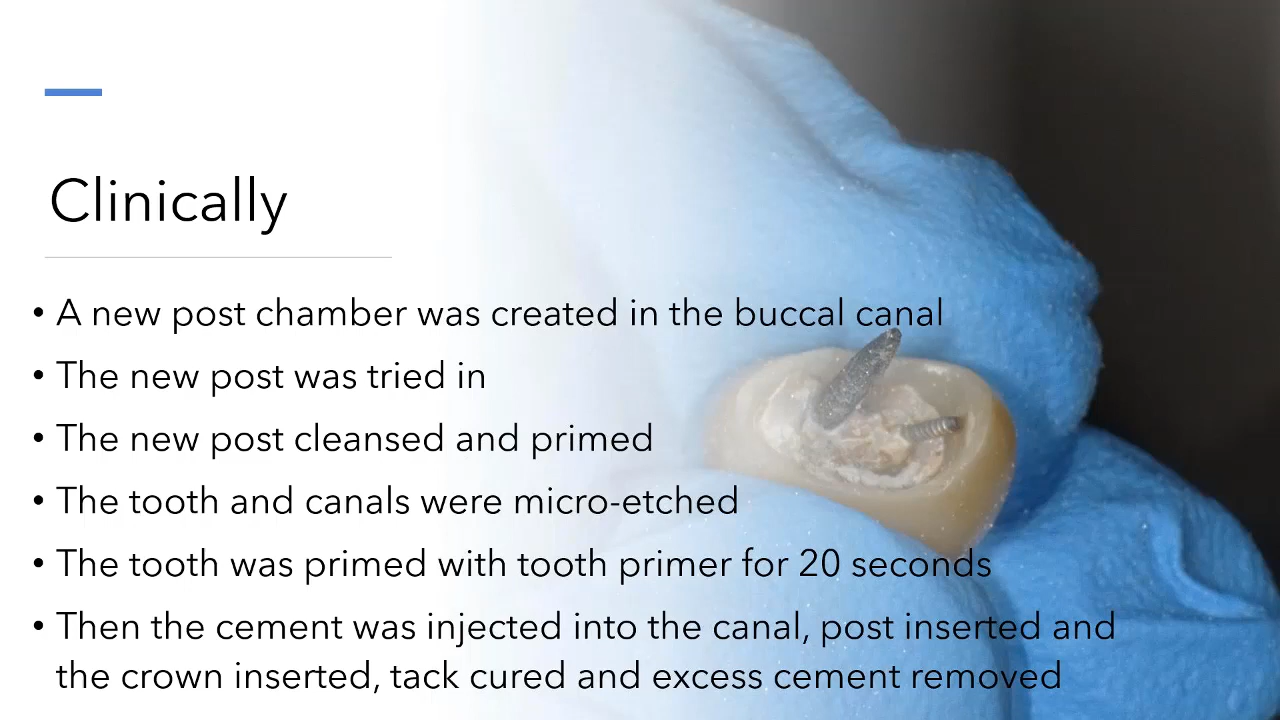 Clinically
• A new post chamber was created in the buccal canal
• The new post was tried in
• The new post cleansed and primed
• The tooth and canals were micro-etched
• The tooth was primed with tooth primer for 20 seconds
• Then the cement was injected into the canal, post inserted and
the crown inserted, tack cured and excess cement removed